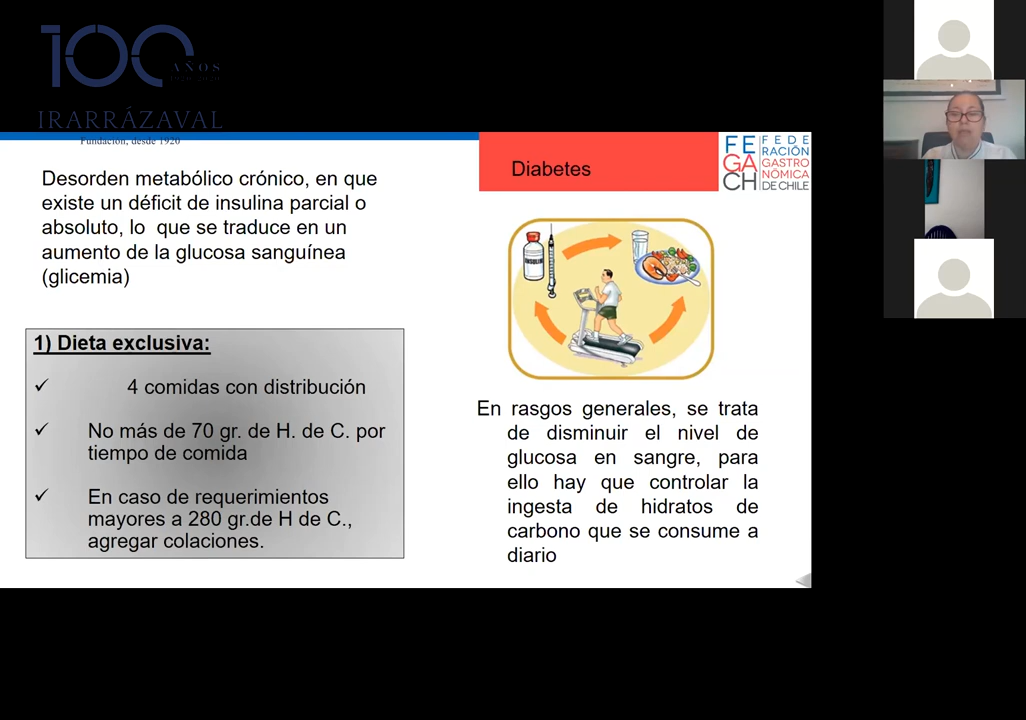 100
AÑOS
IRARRÁZAVAL
Fundación, desde 1920
Desorden metabólico crónico, en que
existe un déficit de insulina parcial o
absoluto, lo que se traduce en un
aumento de la glucosa sanguínea
(glicemia)
1) Dieta exclusiva:
✓ 4 comidas con distribución
✓ No más de 70 gr. de H. de C. por
tiempo de comida
✓ En caso de requerimientos
mayores a 280 gr.de H de C.,
agregar colaciones.
Diabetes
FE
GA
CH
FEDE
RACIÓN
GASTRO
NÓMICA
DE CHILE
INSULIN
En rasgos generales, se trata
de disminuir el nivel de
glucosa en sangre, para
ello hay que controlar la
ingesta de hidratos de
carbono que se consume a
diario